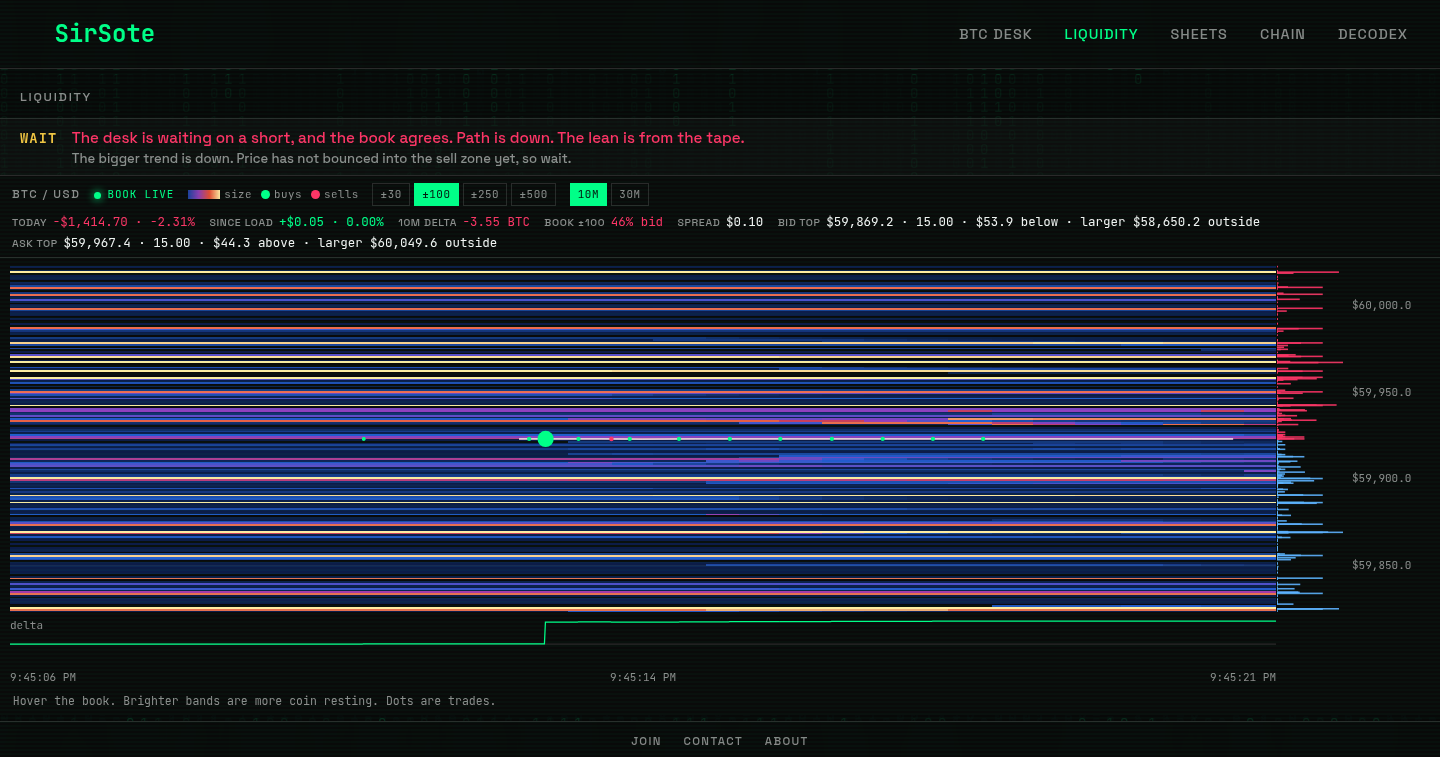 SirSote
BTC DESK LIQUIDITY SHEETS CHAIN DECODEX
LIQUIDITY
WAIT The desk is waiting on a short, and the book agrees. Path is down. The lean is from the tape.
The bigger trend is down. Price has not bounced into the sell zone yet, so wait.
BTC / USD BOOK LIVE size buys sells ±30 ±100 ±250 ±500 10M 30M
TODAY -$1,414.70 · -2.31% SINCE LOAD +$0.05 · 0.00% 10M DELTA -3.55 BTC BOOK ±100 46% bid SPREAD $0.10 BID TOP $59,869.2 · 15.00 · $53.9 below · larger $58,650.2 outside
ASK TOP $59,967.4 · 15.00 · $44.3 above · larger $60,049.6 outside
$60,000.0
$59,950.0
$59,900.0
$59,850.0
delta
9:45:06 PM 9:45:14 PM 9:45:21 PM
Hover the book. Brighter bands are more coin resting. Dots are trades.
JOIN CONTACT ABOUT